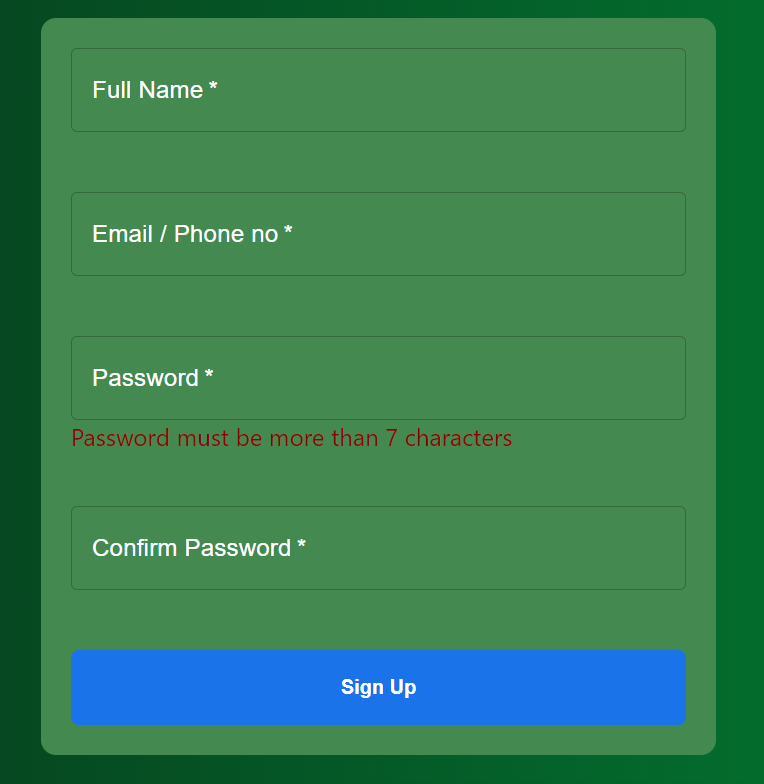 Full Name *
Email / Phone no *
Password *
Password must be more than 7 characters
Confirm Password *
Sign Up